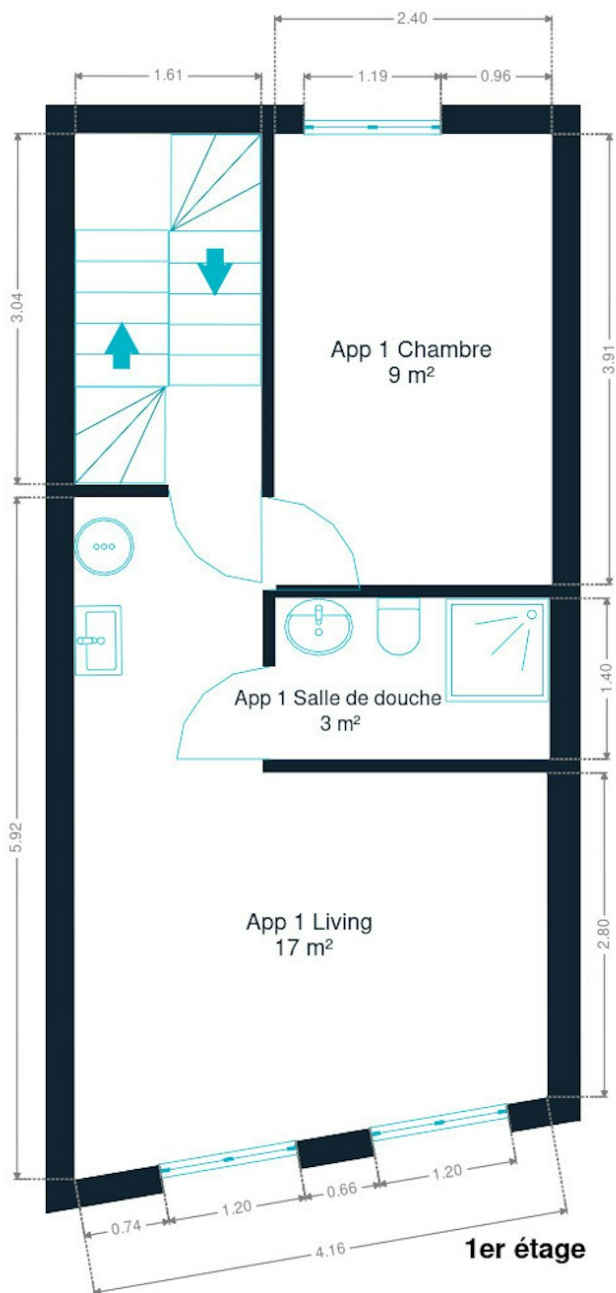 2.40
1.61
1.19
0.96
3.04
3.91
App 1 Chambre
9 m²
1.40
App 1 Salle de douche
3 m²
5.92
2.80
App 1 Living
17 m²
0.74
1.20
0.66
1.20
4.16
1er étage